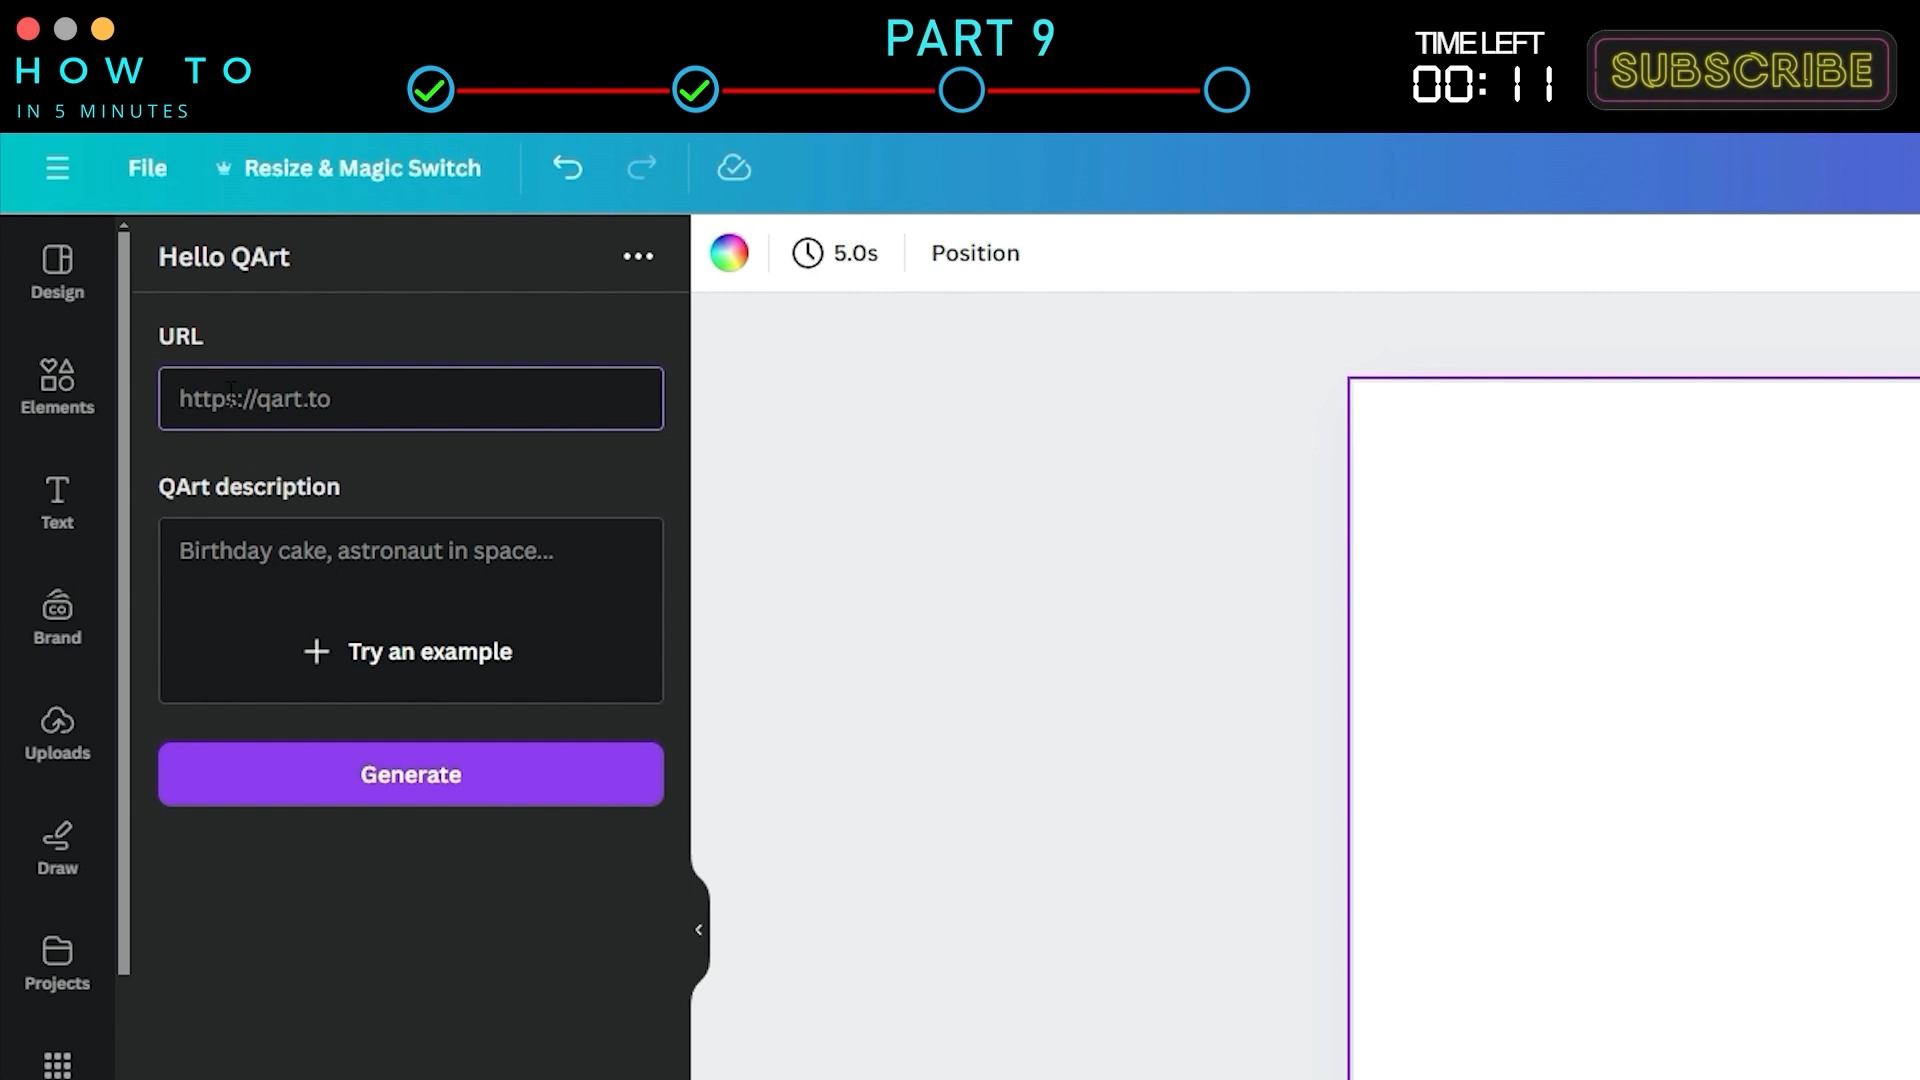 PART 9
HOW TO
IN 5 MINUTES
TIME LEFT
00:11
SUBSCRIBE
File
Resize & Magic Switch
Hello QArt
5.0s
Position
Design
URL
https://qart.to
Elements
QArt description
Birthday cake, astronaut in space...
Text
Try an example
Brand
CO
Uploads
Generate
Draw
Projects